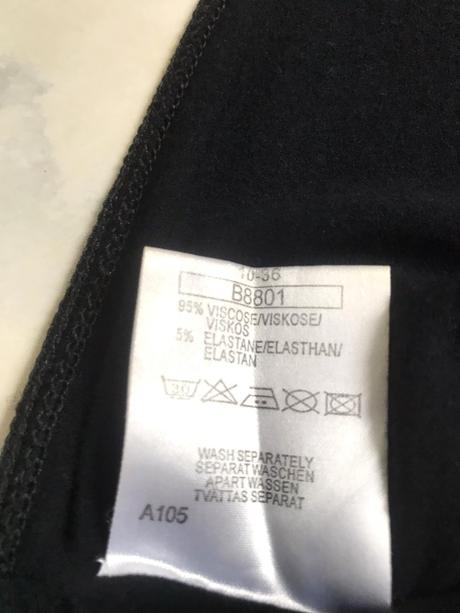 10-36
B8801
95% VISCOSE/VISKOSE/
VISKOS
5% ELASTANE/ELASTHAN/
ELASTAN
30
WASH SEPARATELY
SEPARAT WASCHEN
APART WASSEN
TVÄTTAS SEPARAT
A105